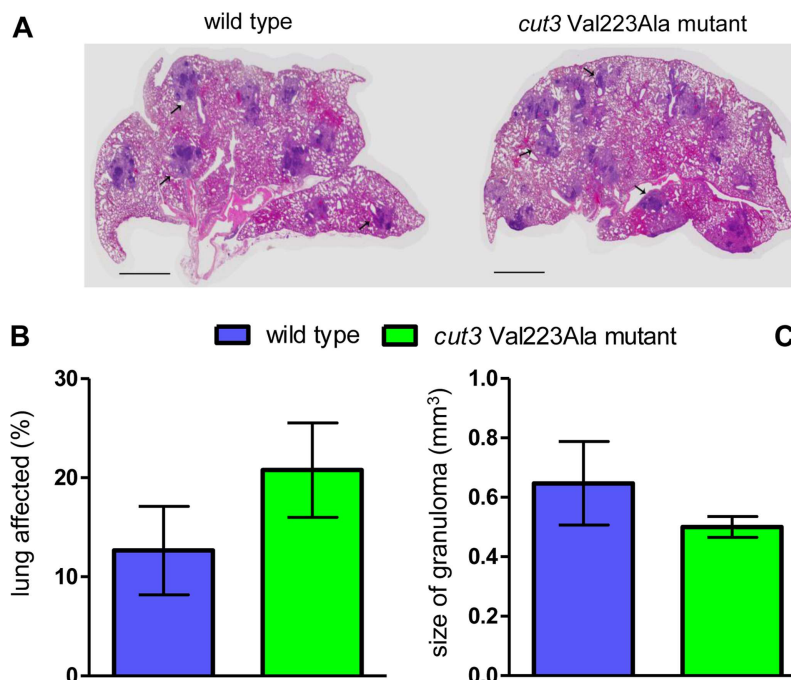 A
wild type
cut3 Val223Ala mutant
B
wild type
cut3 Val223Ala mutant
C
lung affected (%)
30
20
10
0
size of granuloma (mm³)
1.0
0.8
0.6
0.4
0.2
0.0